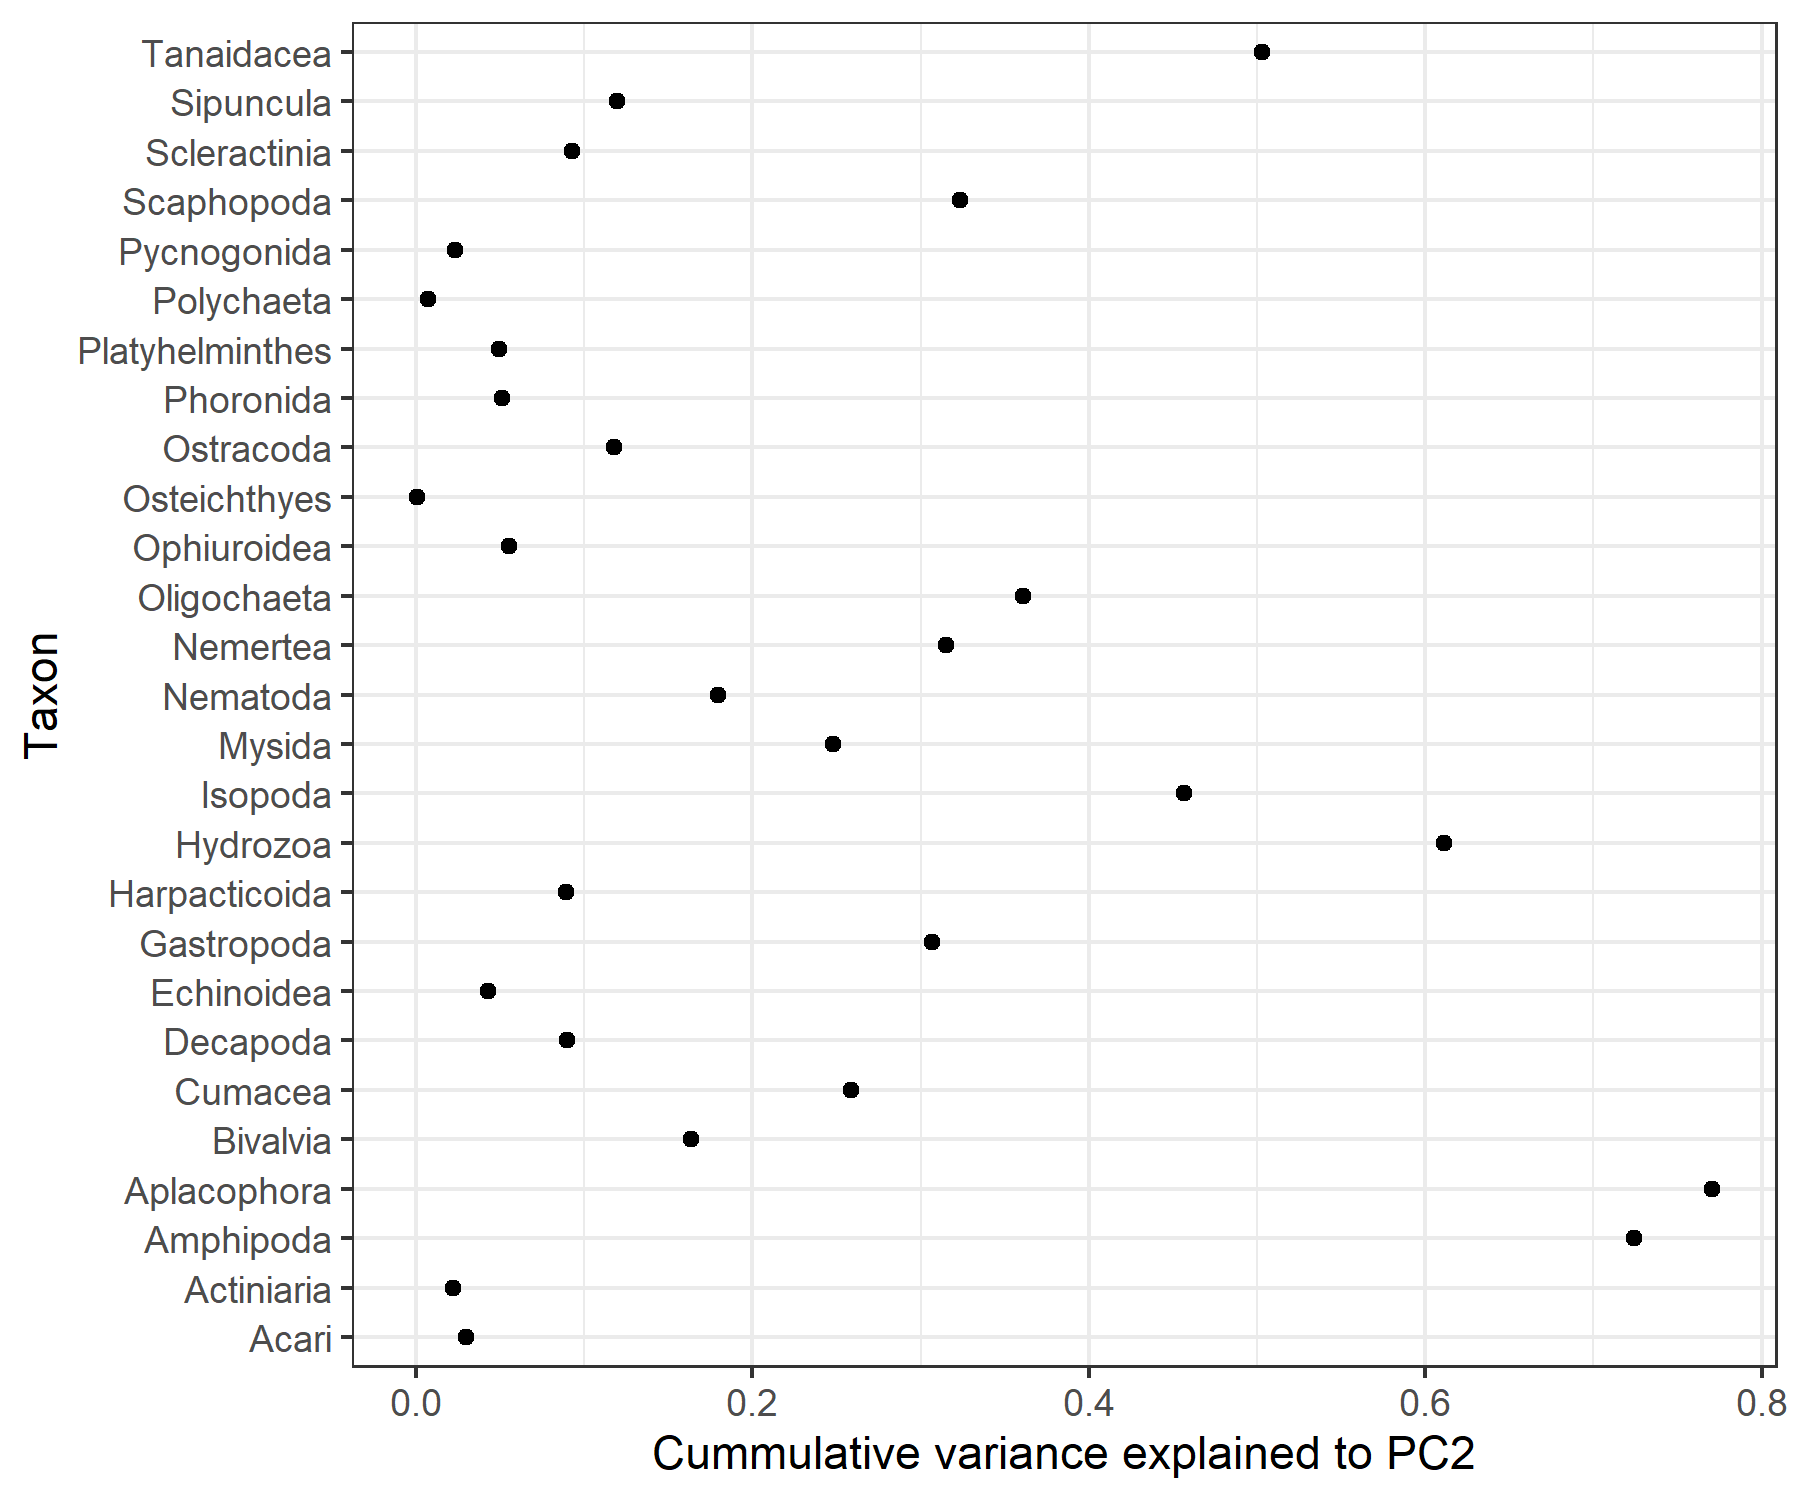 Tanaidacea
Sipuncula
Scleractinia
Scaphopoda
Pycnogonida
Polychaeta
Platyhelminthes
Phoronida
Ostracoda
Osteichthyes
Ophiuroidea
Oligochaeta
Nemertea
Nematoda
Mysida
Isopoda
Hydrozoa
Harpacticoida
Gastropoda
Echinoidea
Decapoda
Cumacea
Bivalvia
Aplacophora
Amphipoda
Actiniaria
Acari
Taxon
0.0 0.2 0.4 0.6 0.8
Cummulative variance explained to PC2